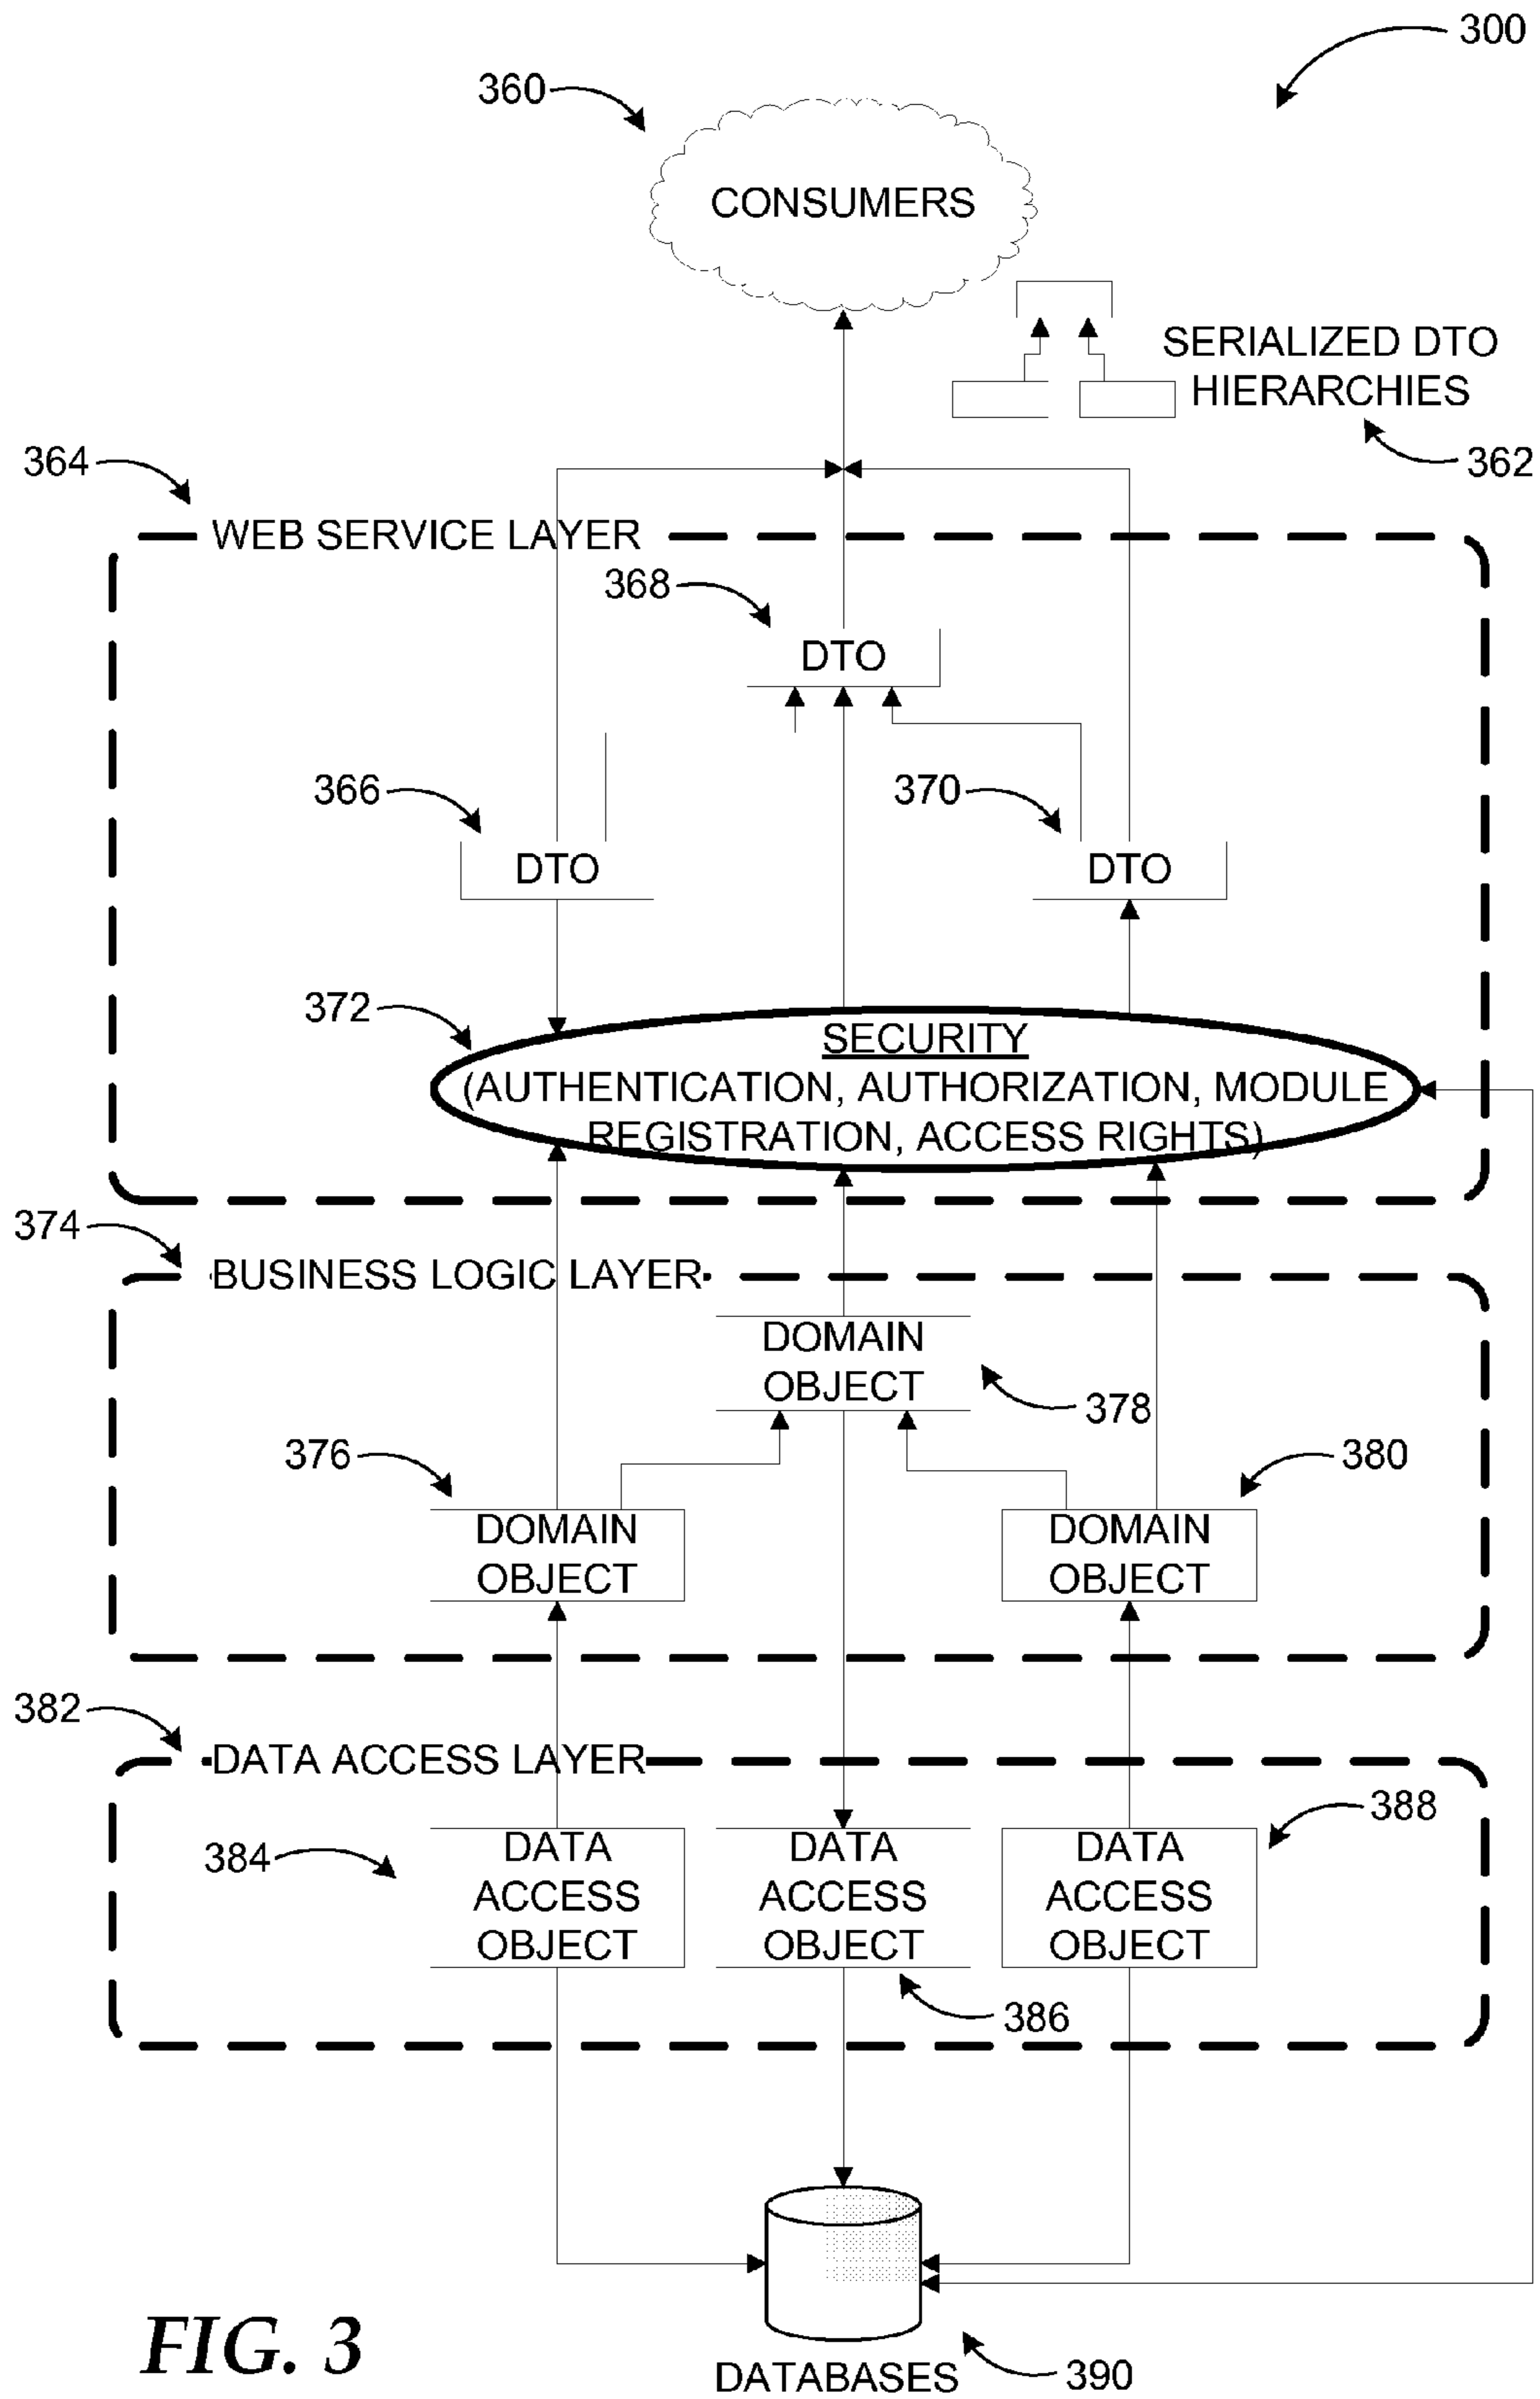 300
360
CONSUMERS
SERIALIZED DTO
HIERARCHIES
362
364
WEB SERVICE LAYER
368
DTO
366
370
DTO
DTO
372
SECURITY
(AUTHENTICATION, AUTHORIZATION, MODULE
REGISTRATION, ACCESS RIGHTS)
374
BUSINESS LOGIC LAYER
DOMAIN
OBJECT
378
376
380
DOMAIN
OBJECT
DOMAIN
OBJECT
382
DATA ACCESS LAYER
388
384
DATA
ACCESS
OBJECT
DATA
ACCESS
OBJECT
DATA
ACCESS
OBJECT
386
FIG. 3
DATABASES
390